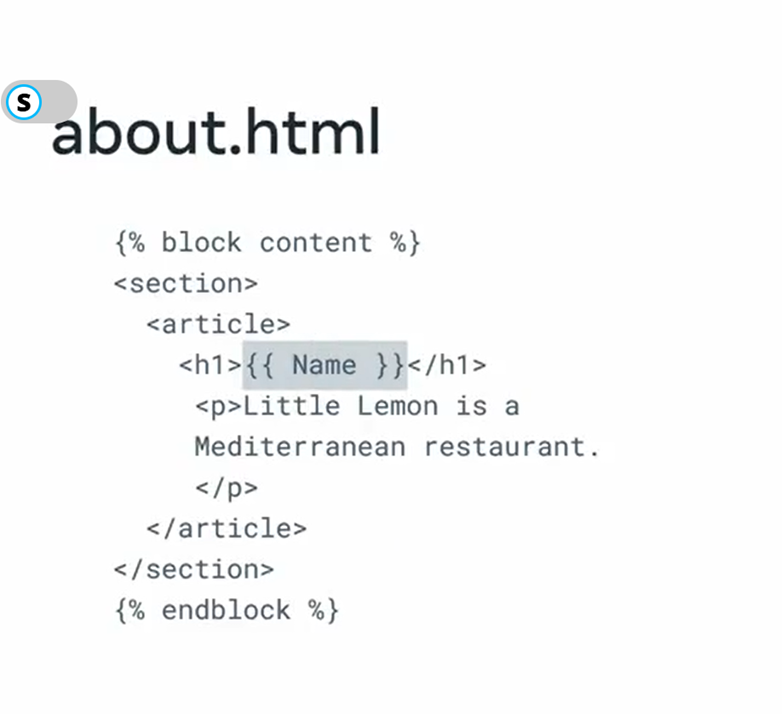 S
about.html
{% block content %}
<section>
<article>
<h1>{{ Name }}</h1>
<p>Little Lemon is a
Mediterranean restaurant.
</p>
</article>
</section>
{% endblock %}